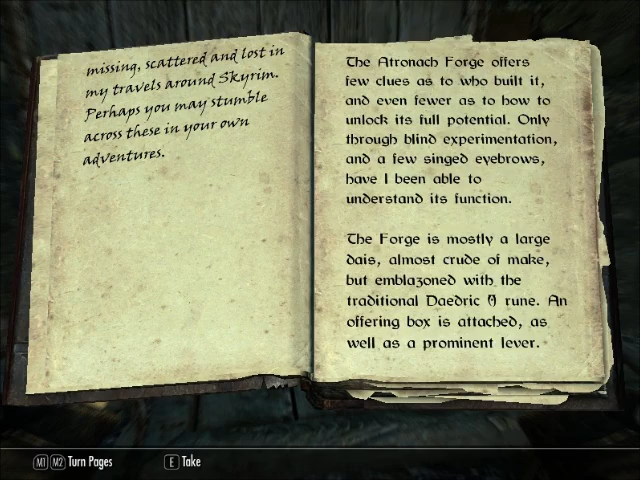 missing, scattered and lost in
my travels around Skyrim.
Perhaps you may stumble
across these in your own
adventures.
The Atronach Forge offers
few clues as to who built it,
and even fewer as to how to
unlock its full potential. Only
through blind experimentation,
and a few singed eyebrows,
have I been able to
understand its function.
The Forge is mostly a large
dais, almost crude of make,
but emblazoned with the
traditional Daedric rune. An
offering box is attached, as
well as a prominent lever.
M1 M2 Turn Pages
E Take